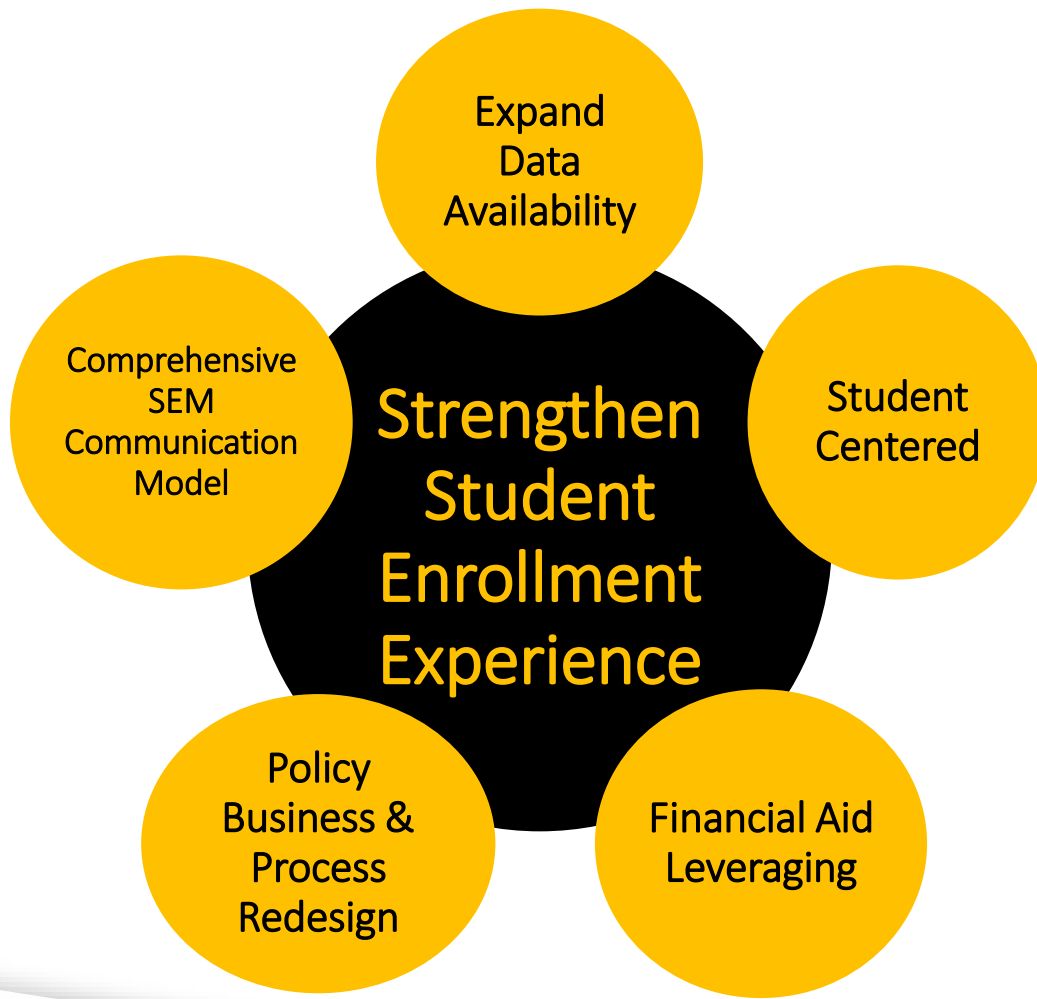 Expand
Data
Availability
Comprehensive
SEM
Communication
Model
Strengthen
Student
Enrollment
Experience
Student
Centered
Policy
Business &
Process
Redesign
Financial Aid
Leveraging